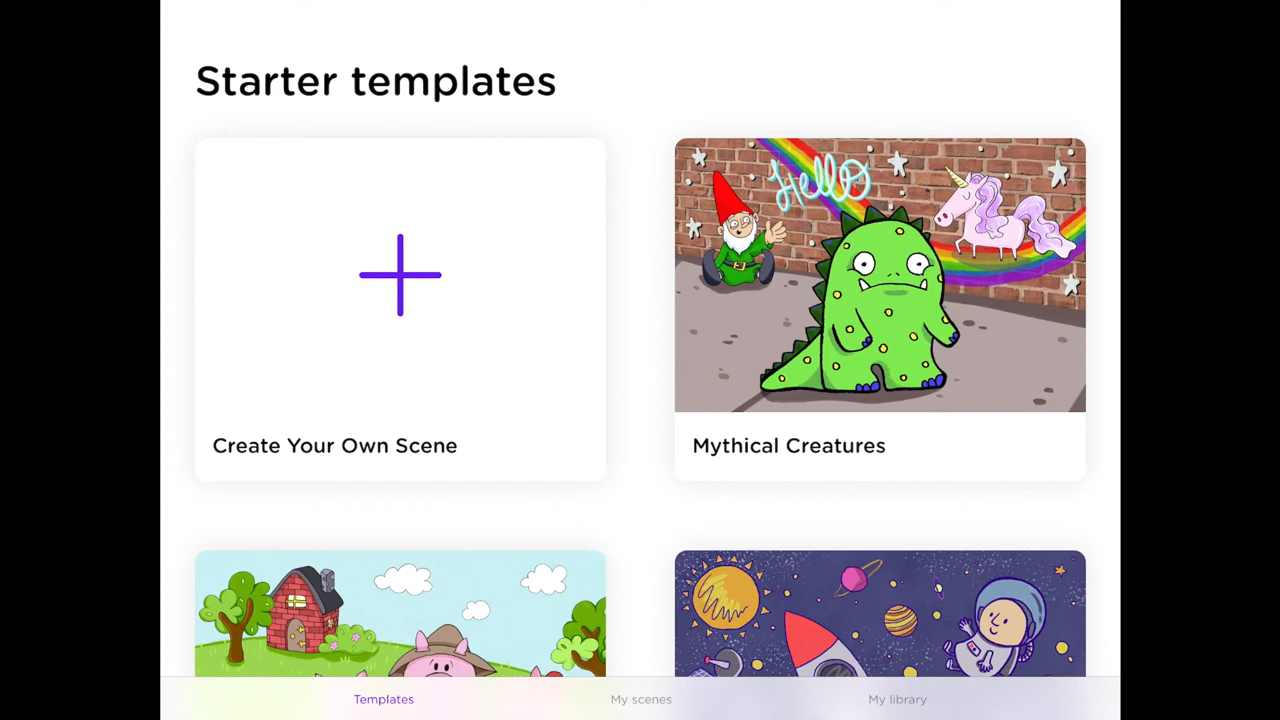 Starter templates
Hello
Create Your Own Scene
Mythical Creatures
Templates
My scenes
My library